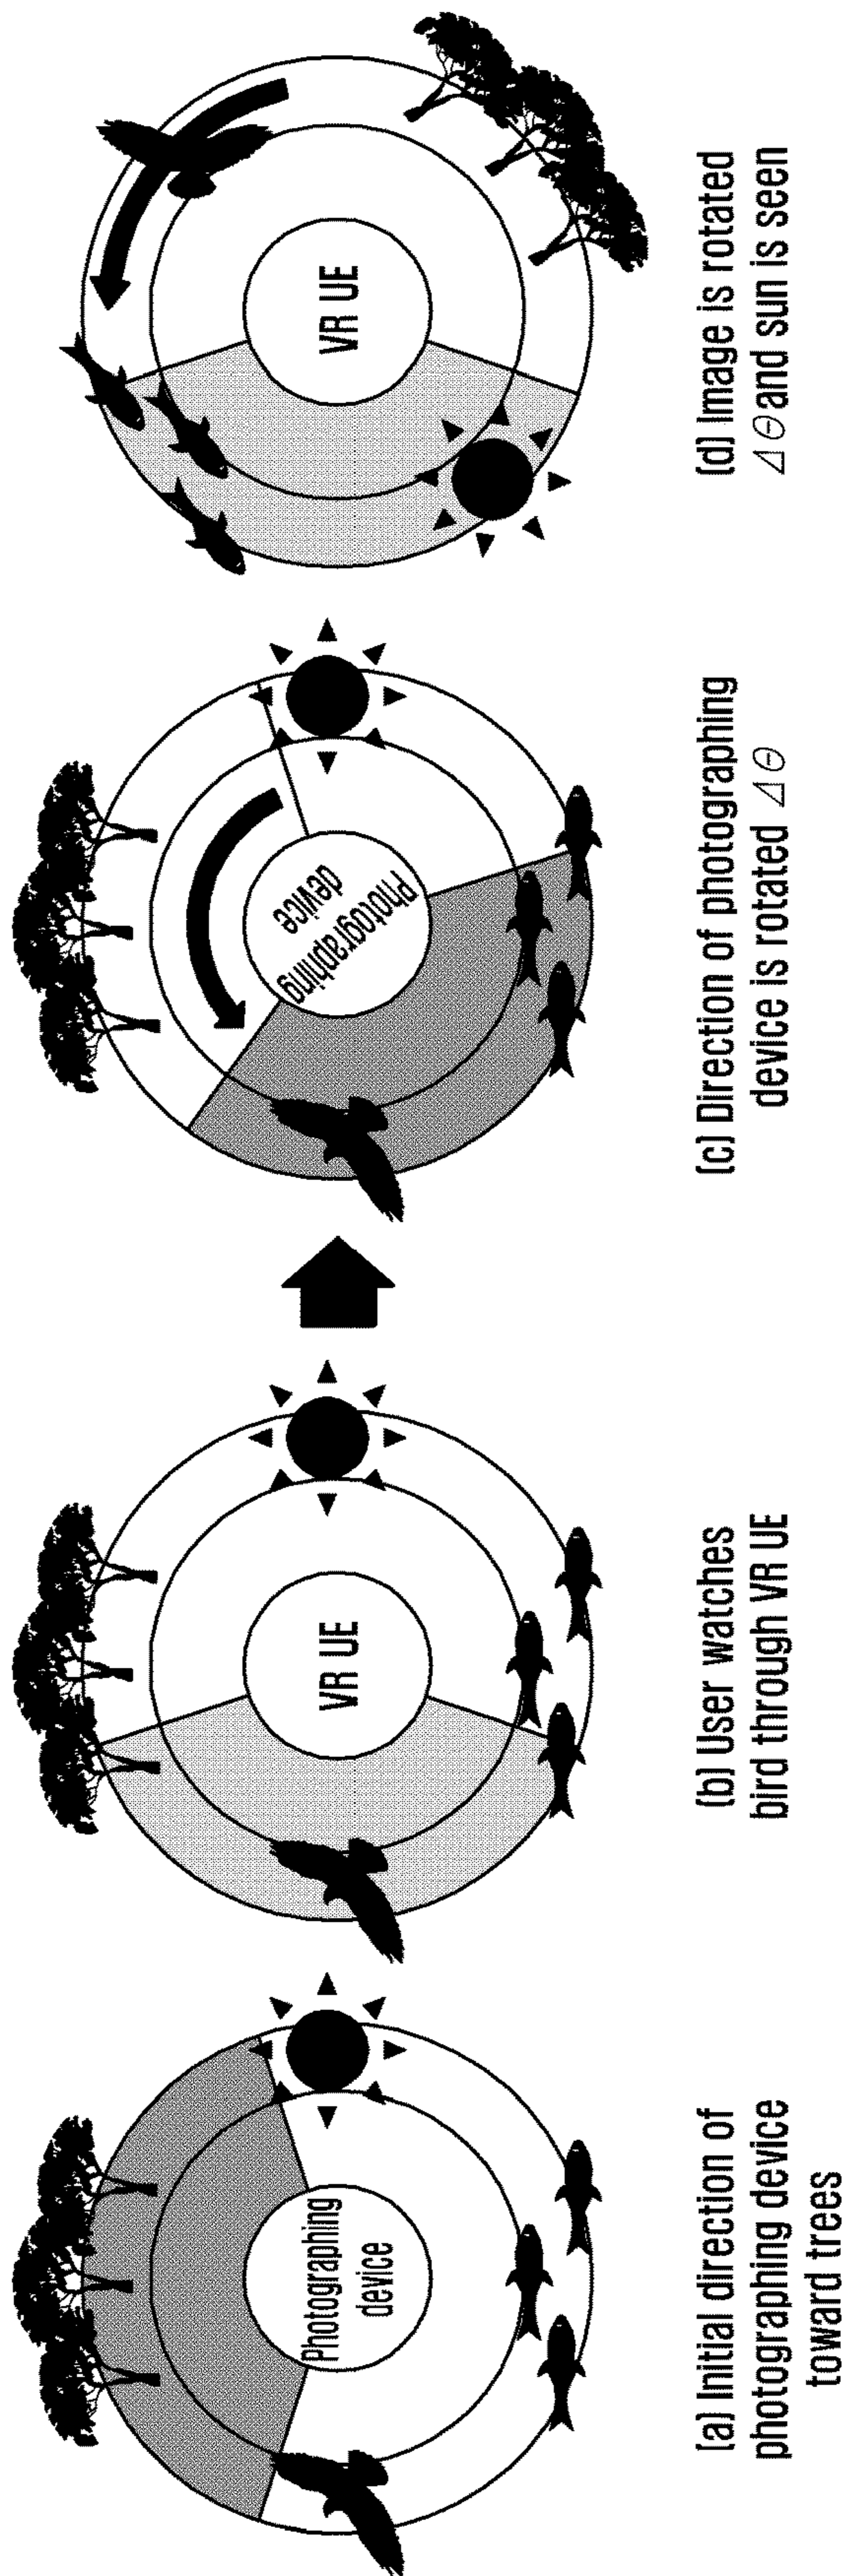 Photographing
device
(a) Initial direction of
photographing device
toward trees
VR UE
(b) User watches
bird through VR UE
Photographing
device
(c) Direction of photographing
device is rotated ΔΘ
VR UE
(d) Image is rotated
ΔΘ and sun is seen